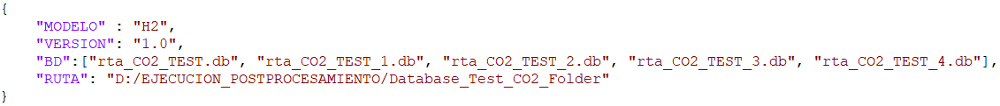 {
    "MODELO" : "H2",
    "VERSION": "1.0",
    "BD":["rta_CO2_TEST.db", "rta_CO2_TEST_1.db", "rta_CO2_TEST_2.db", "rta_CO2_TEST_3.db", "rta_CO2_TEST_4.db"],
    "RUTA": "D:/EJECUCION_POSTPROCESAMIENTO/Database_Test_CO2_Folder"
}